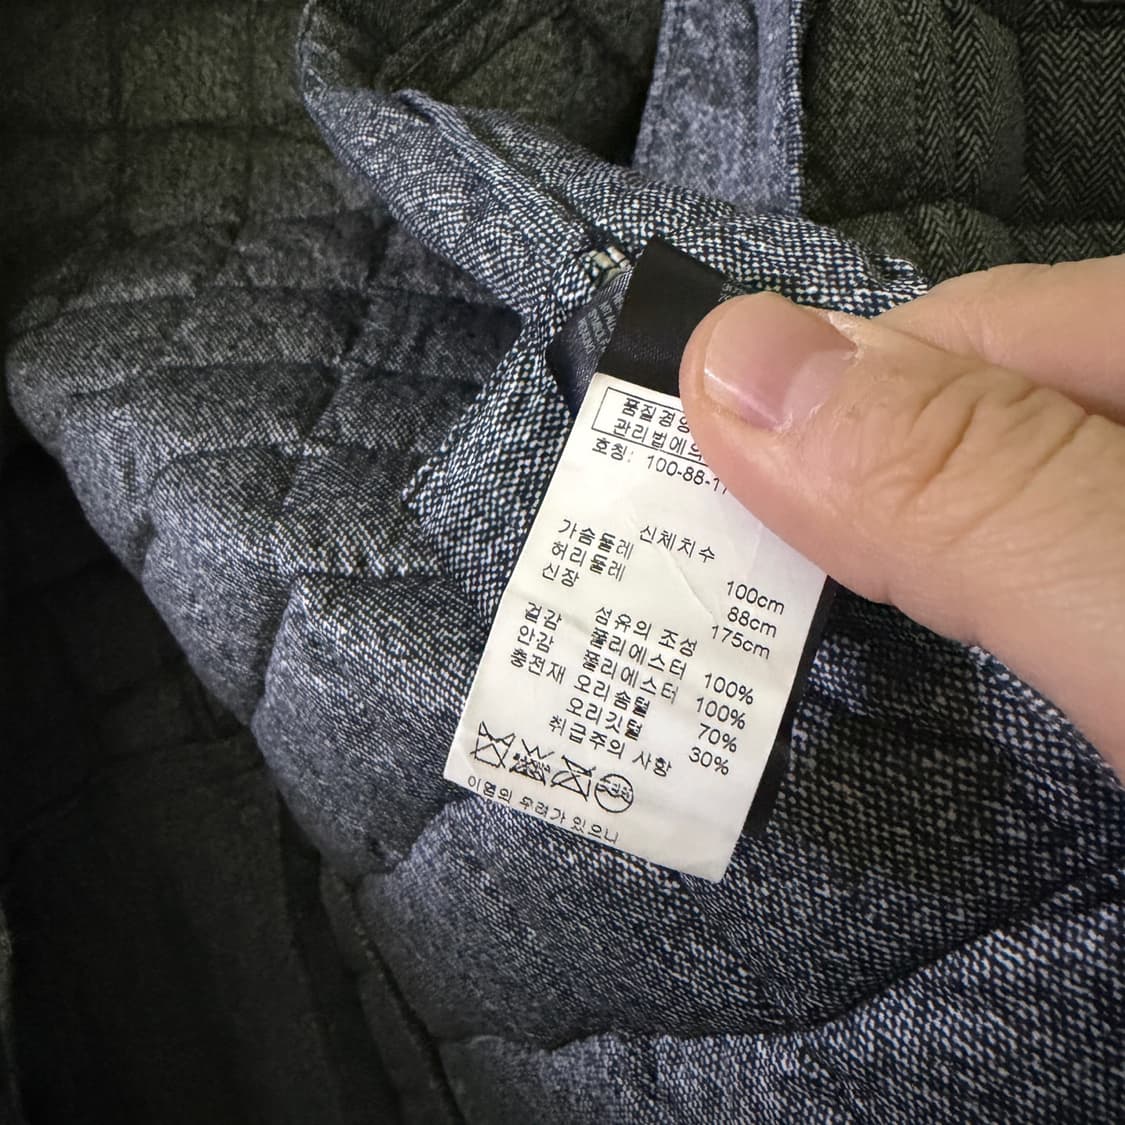 품질경영
관리법에의
호칭: 100-88-17
신체치수
가슴둘레 100cm
허리둘레 88cm
신장 175cm
섬유의 조성
겉감 폴리에스터 100%
안감 폴리에스터 100%
충전재 오리솜털 70%
오리깃털 30%
취급주의 사항
이염의 우려가 있으니